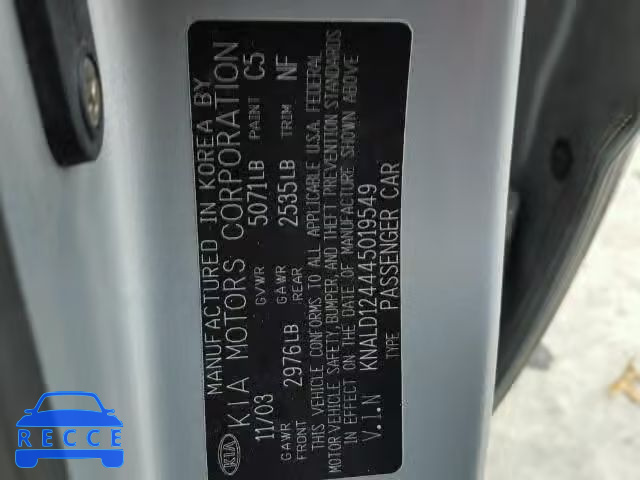 MANUFACTURED IN KOREA BY
KIA MOTORS CORPORATION
KIA
11/03 GVWR 5071LB PAINT C5
GAWR FRONT 2976LB GAWR REAR 2535LB TRIM NF
THIS VEHICLE CONFORMS TO ALL APPLICABLE U.S.A. FEDERAL
MOTOR VEHICLE SAFETY, BUMPER, AND THEFT PREVENTION STANDARDS
IN EFFECT ON THE DATE OF MANUFACTURE SHOWN ABOVE
V.I.N KNALD124445019549
TYPE PASSENGER CAR